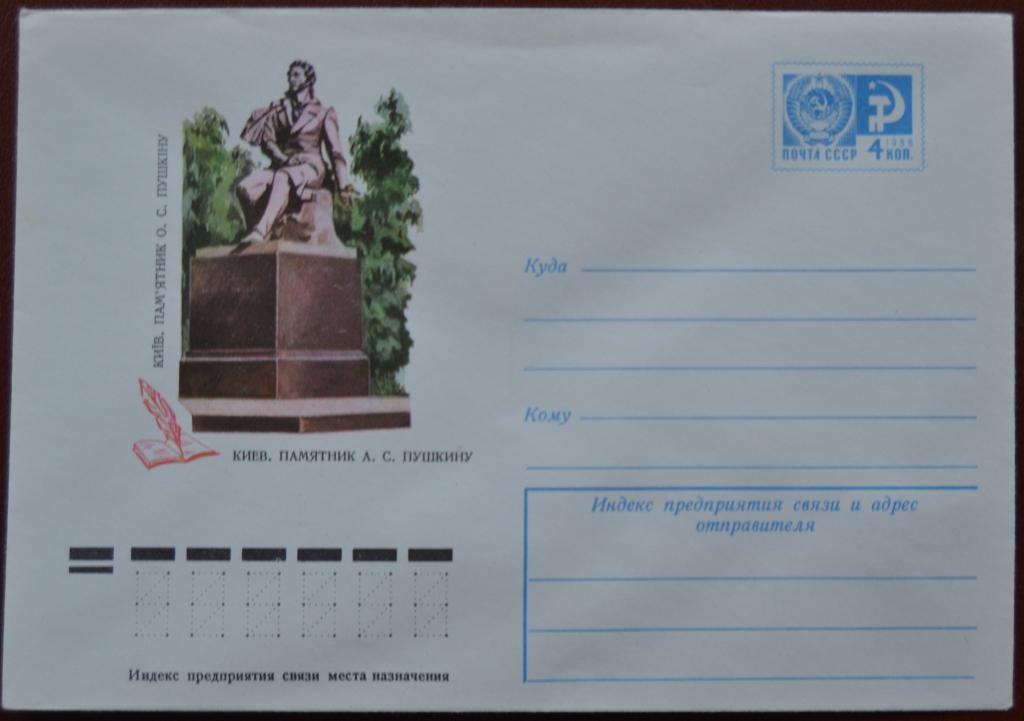 КИЇВ. ПАМ'ЯТНИК О. С. ПУШКІНУ
КИЕВ. ПАМЯТНИК А. С. ПУШКИНУ
ПОЧТА СССР
1966
4 КОП.
Куда
Кому
Индекс предприятия связи и адрес
отправителя
Индекс предприятия связи места назначения